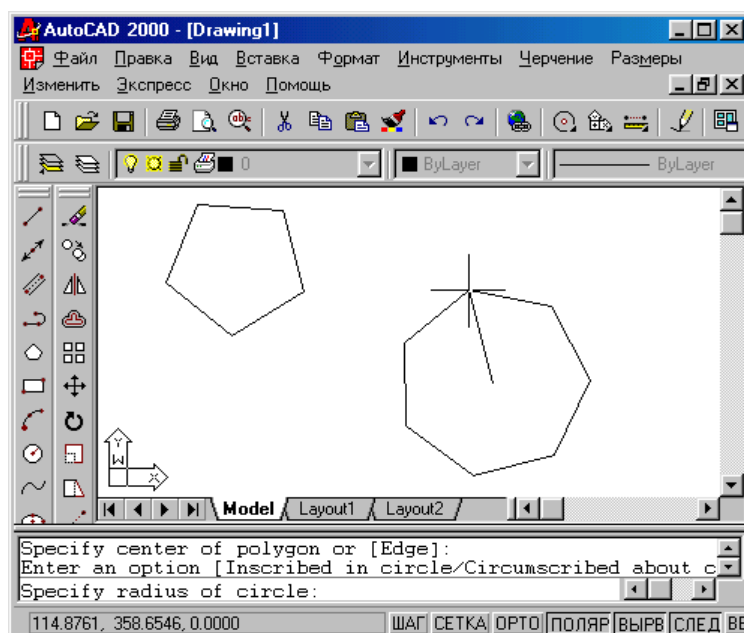 AutoCAD 2000 - [Drawing1]
Файл Правка Вид Вставка Формат Инструменты Черчение Размеры
Изменить Экспресс Окно Помощь
0 ByLayer ByLayer
Y
W
X
Model Layout1 Layout2
Specify center of polygon or [Edge]:
Enter an option [Inscribed in circle/Circumscribed about c
Specify radius of circle:
114.8761, 358.6546, 0.0000 ШАГ СЕТКА ОРТО ПОЛЯР ВЫРВ СЛЕД ВЕ